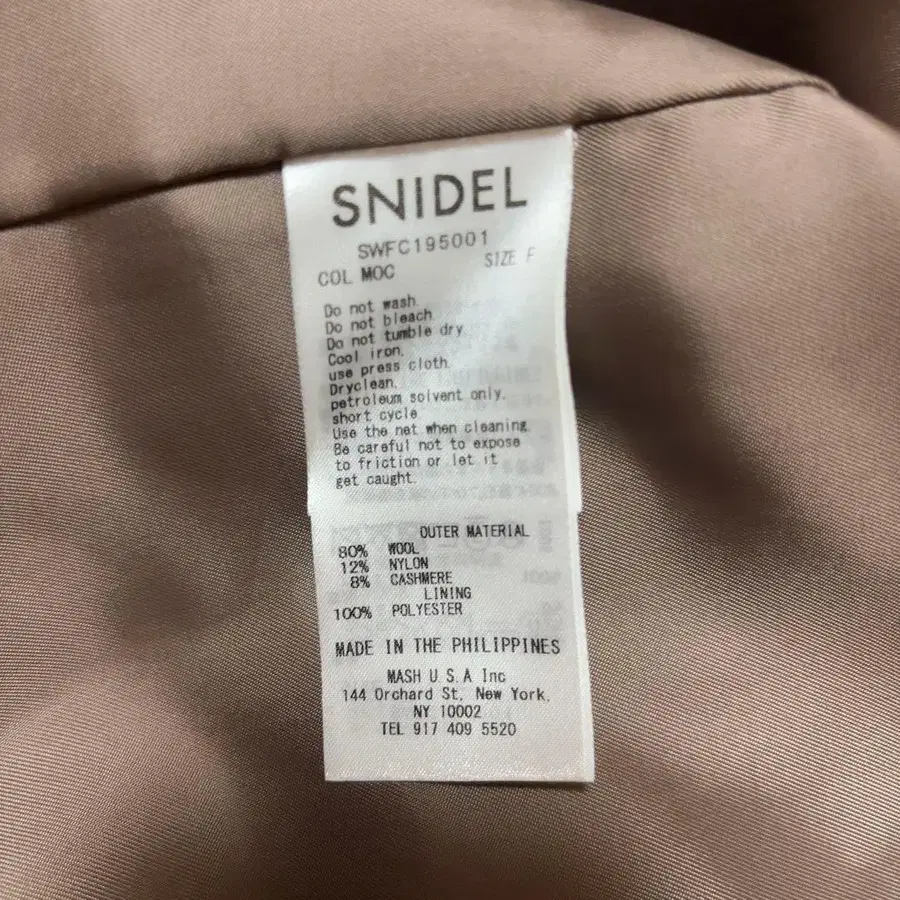 SNIDEL
SWFC195001
COL MOC SIZE F
Do not wash.
Do not bleach
Do not tumble dry
Cool iron,
use press cloth.
Dryclean,
petroleum solvent only.
short cycle
Use the net when cleaning.
Be careful not to expose
to friction or let it
get caught.
OUTER MATERIAL
80% WOOL
12% NYLON
8% CASHMERE
LINING
100% POLYESTER
MADE IN THE PHILIPPINES
MASH U.S.A Inc
144 Orchard St, New York,
NY 10002
TEL 917 409 5520